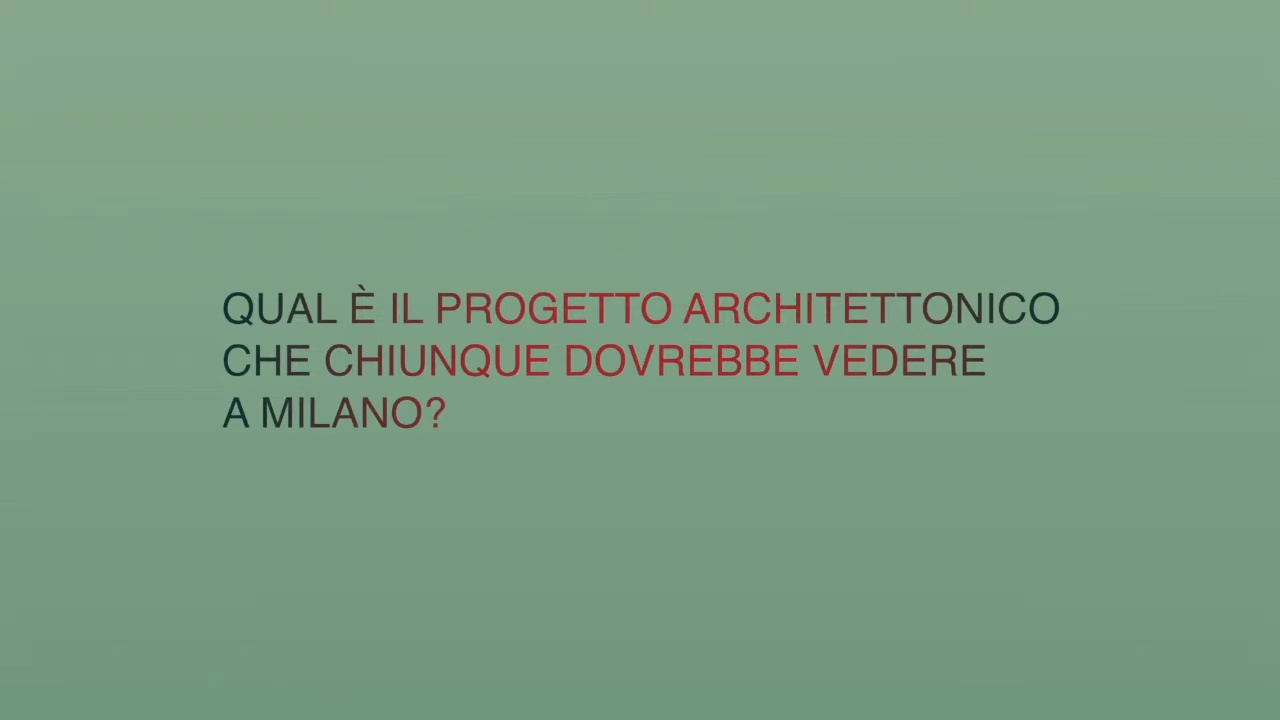 QUAL È IL PROGETTO ARCHITETTONICO
CHE CHIUNQUE DOVREBBE VEDERE
A MILANO?